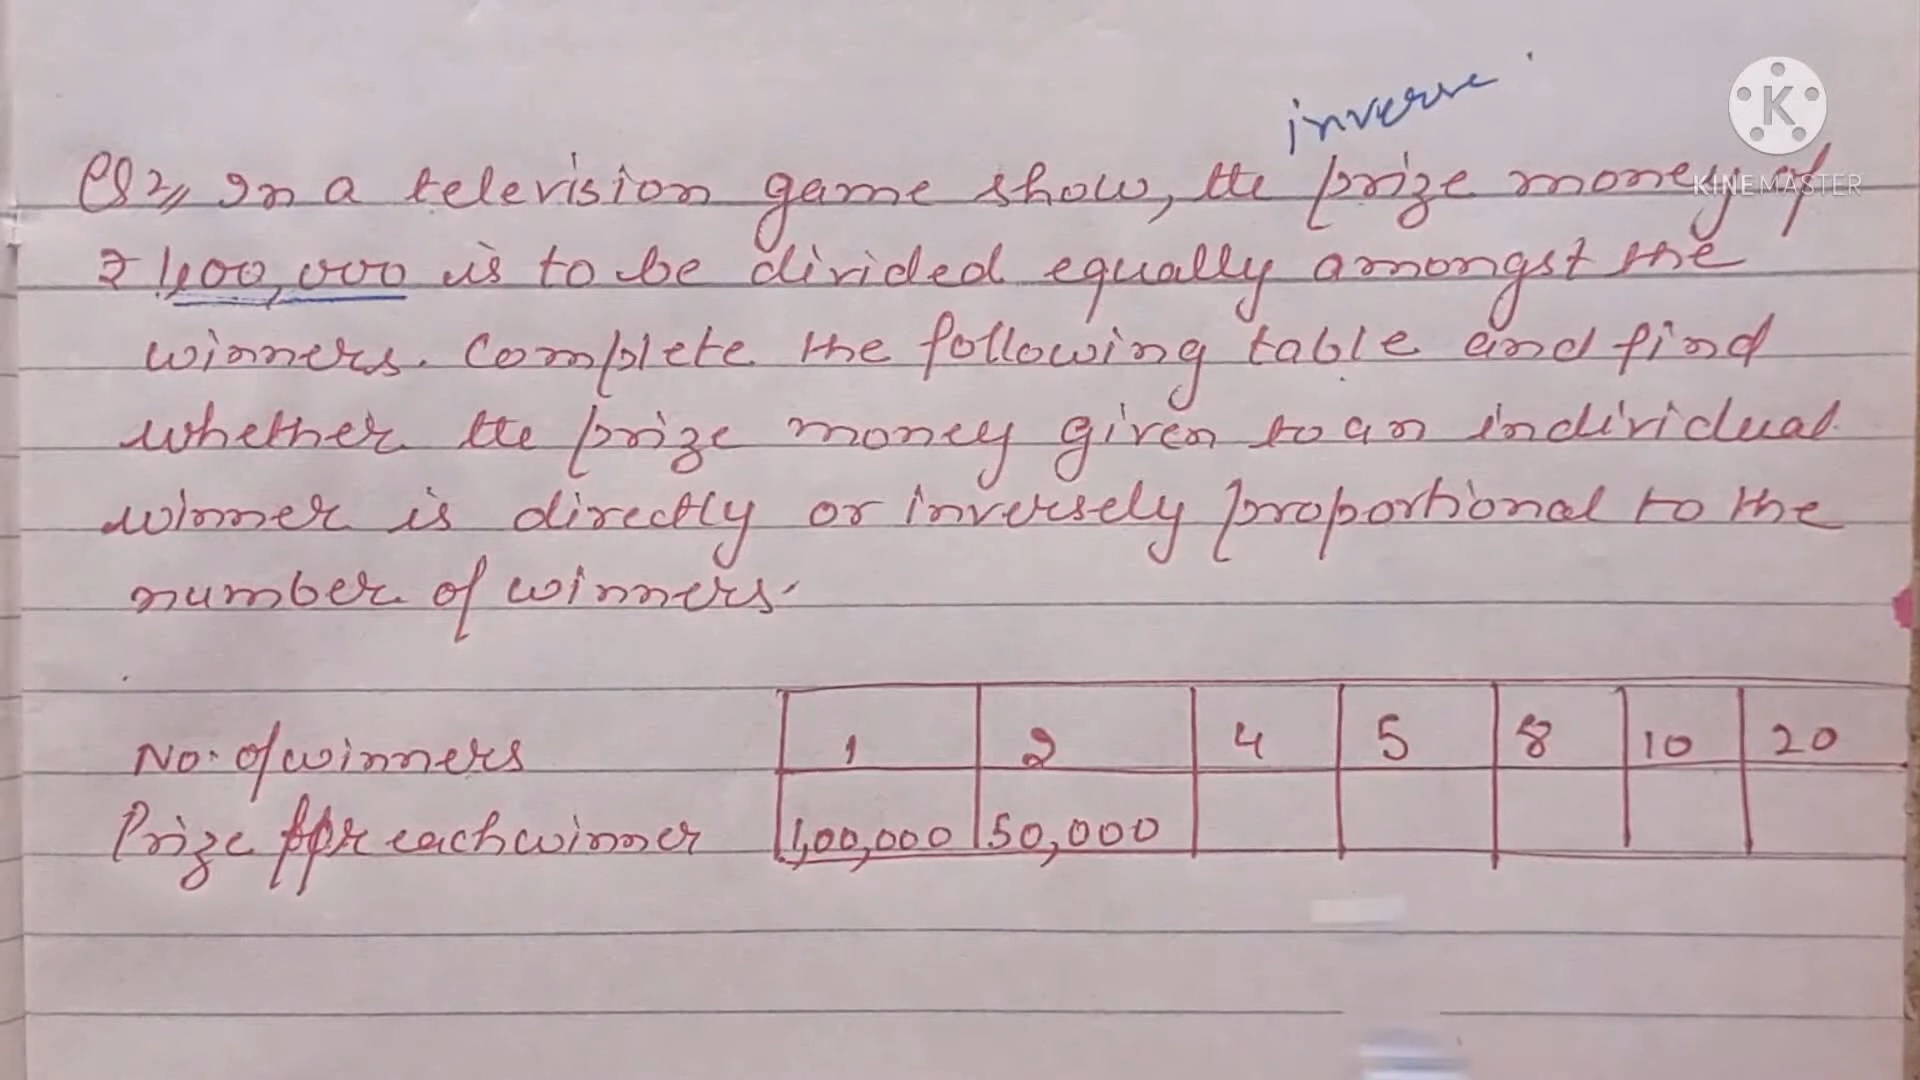 inverse
K
KINEMASTER
Q2, In a television game show, the prize money of
₹ 1,00,000 is to be divided equally amongst the
winners. Complete the following table and find
whether the prize money given to an individual
winner is directly or inversely proportional to the
number of winners.
No. of winners 1 2 4 5 8 10 20
Prize for each winner 1,00,000 50,000